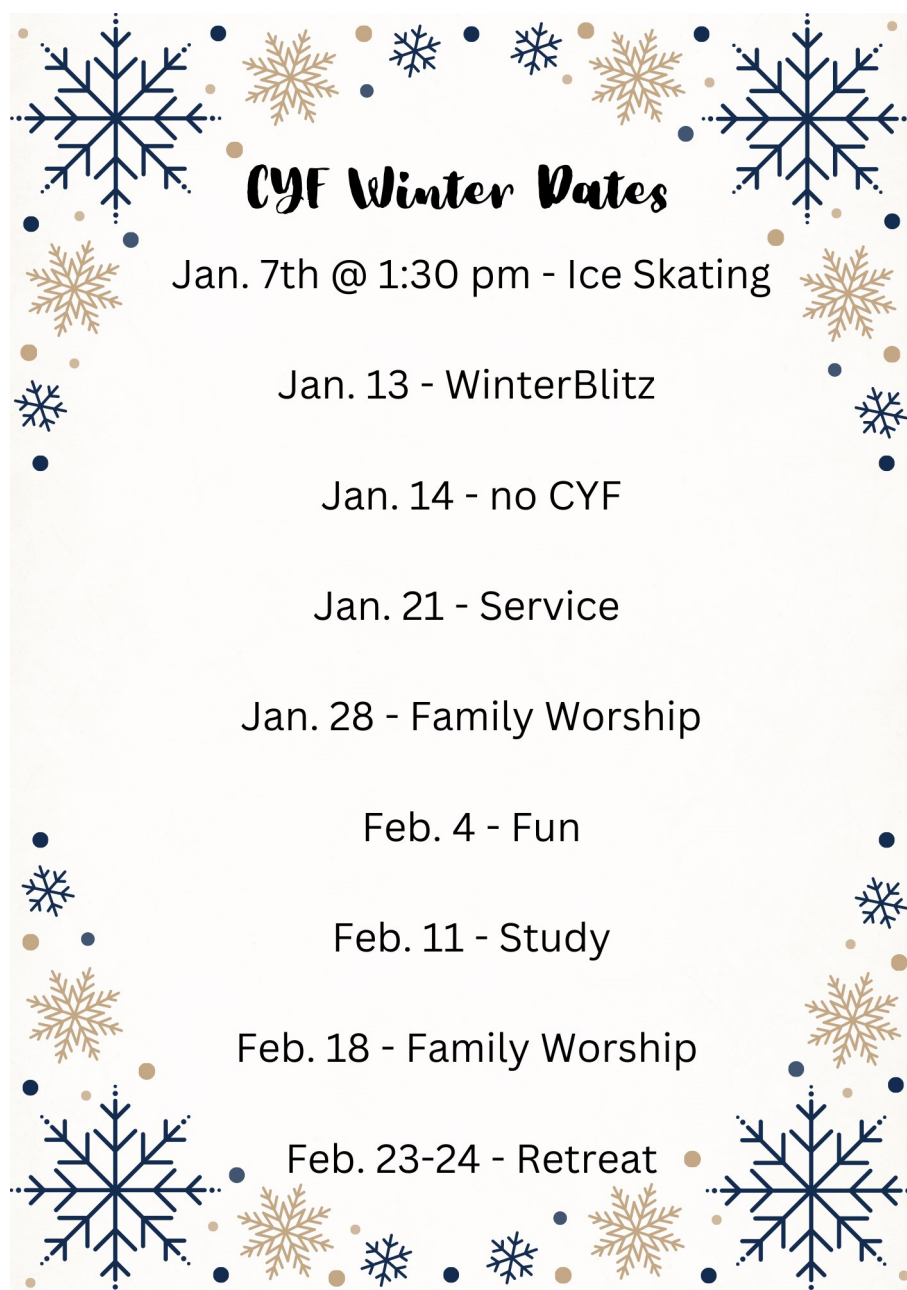 CYF Winter Dates
Jan. 7th @ 1:30 pm - Ice Skating
Jan. 13 - WinterBlitz
Jan. 14 - no CYF
Jan. 21 - Service
Jan. 28 - Family Worship
Feb. 4 - Fun
Feb. 11 - Study
Feb. 18 - Family Worship
Feb. 23-24 - Retreat